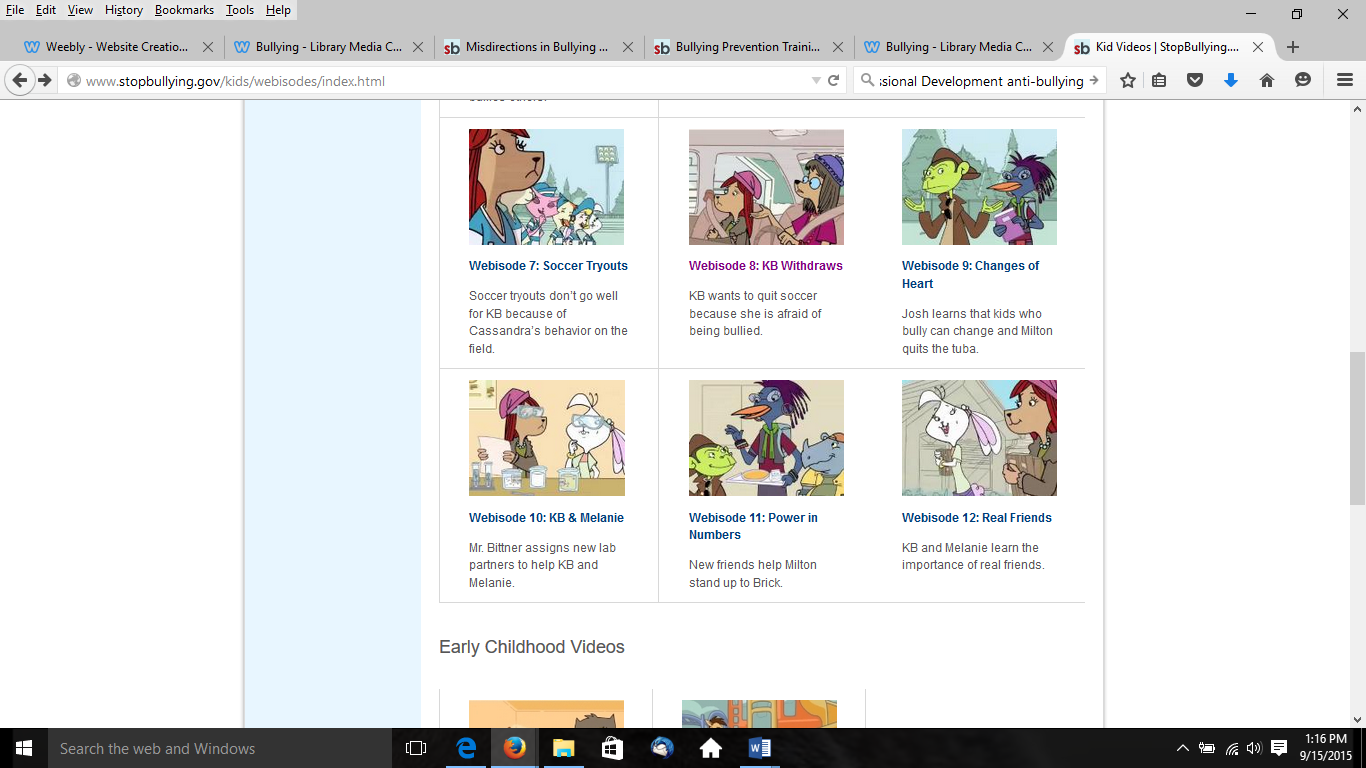 File Edit View History Bookmarks Tools Help
Weebly - Website Creatio...
Bullying - Library Media C...
sb Misdirections in Bullying ...
sb Bullying Prevention Traini...
Bullying - Library Media C...
sb Kid Videos | StopBullying....
www.stopbullying.gov/kids/webisodes/index.html
sional Development anti-bullying
Webisode 7: Soccer Tryouts
Soccer tryouts don’t go well
for KB because of
Cassandra’s behavior on the
field.
Webisode 8: KB Withdraws
KB wants to quit soccer
because she is afraid of
being bullied.
Webisode 9: Changes of
Heart
Josh learns that kids who
bully can change and Milton
quits the tuba.
Webisode 10: KB & Melanie
Mr. Bittner assigns new lab
partners to help KB and
Melanie.
Webisode 11: Power in
Numbers
New friends help Milton
stand up to Brick.
Webisode 12: Real Friends
KB and Melanie learn the
importance of real friends.
Early Childhood Videos
Search the web and Windows
1:16 PM
9/15/2015